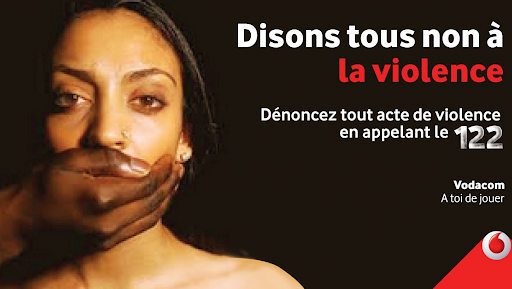 Disons tous non à
la violence
Dénoncez tout acte de violence
en appelant le 122
Vodacom
A toi de jouer